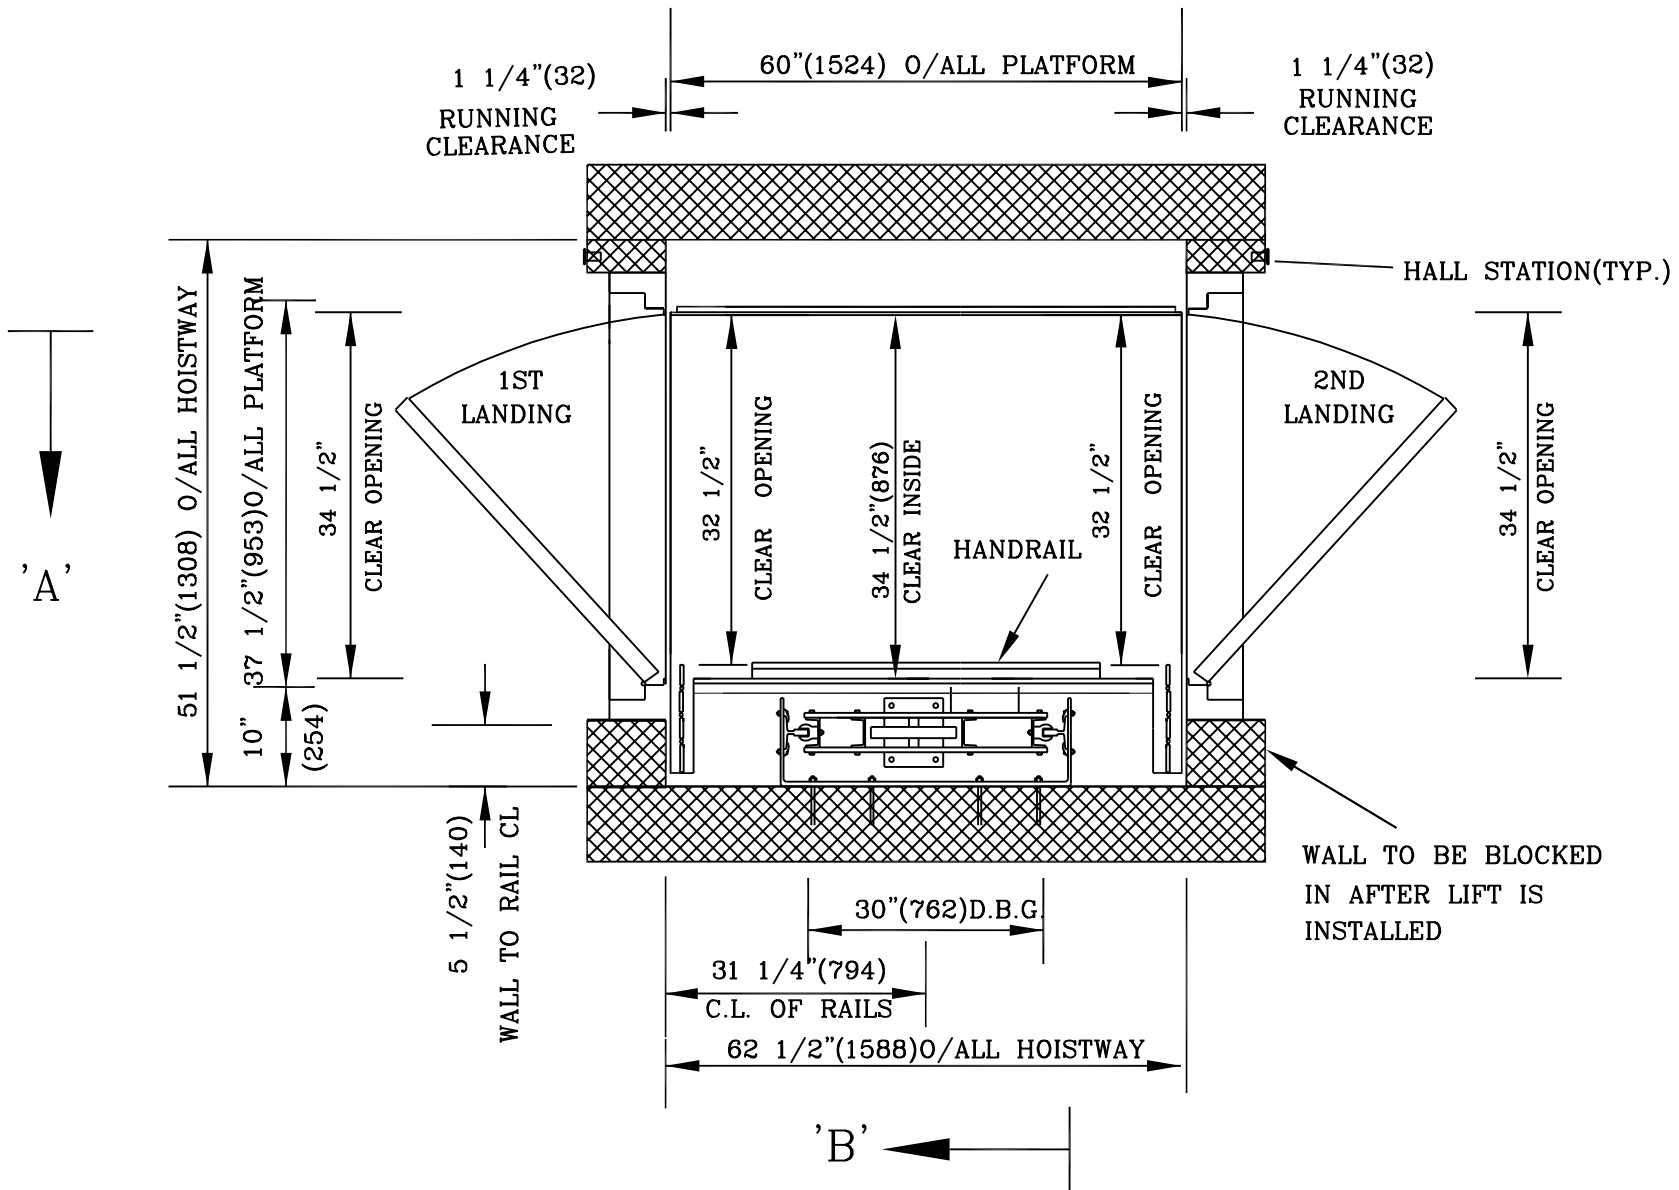 60"(1524) O/ALL PLATFORM
1 1/4"(32)
RUNNING
CLEARANCE
1 1/4"(32)
RUNNING
CLEARANCE
HALL STATION(TYP.)
51 1/2"(1308) O/ALL HOISTWAY
37 1/2"(953)O/ALL PLATFORM
10"
(254)
34 1/2"
CLEAR OPENING
1ST
LANDING
32 1/2"
CLEAR OPENING
34 1/2"(876)
CLEAR INSIDE
32 1/2"
CLEAR OPENING
2ND
LANDING
34 1/2"
CLEAR OPENING
HANDRAIL
'A'
5 1/2"(140)
WALL TO RAIL CL
WALL TO BE BLOCKED
IN AFTER LIFT IS
INSTALLED
30"(762)D.B.G.
31 1/4"(794)
C.L. OF RAILS
62 1/2"(1588)O/ALL HOISTWAY
'B'